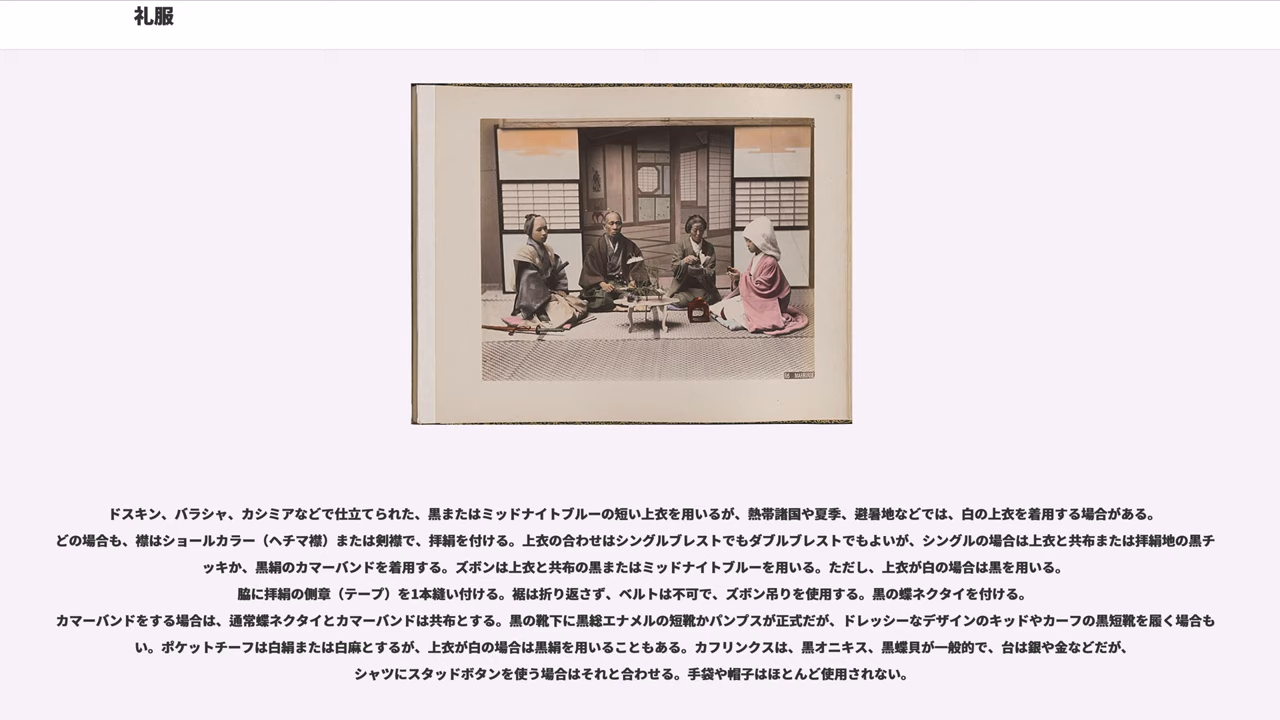 礼服
ドスキン、バラシャ、カシミアなどで仕立てられた、黒またはミッドナイトブルーの短い上衣を用いるが、熱帯諸国や夏季、避暑地などでは、白の上衣を着用する場合がある。
どの場合も、襟はショールカラー（ヘチマ襟）または剣襟で、拝絹を付ける。上衣の合わせはシングルブレストでもダブルブレストでもよいが、シングルの場合は上衣と共布または拝絹地の黒チ
ッキか、黒絹のカマーバンドを着用する。ズボンは上衣と共布の黒またはミッドナイトブルーを用いる。ただし、上衣が白の場合は黒を用いる。
脇に拝絹の側章（テープ）を1本縫い付ける。裾は折り返さず、ベルトは不可で、ズボン吊りを使用する。黒の蝶ネクタイを付ける。
カマーバンドをする場合は、通常蝶ネクタイとカマーバンドは共布とする。黒の靴下に黒総エナメルの短靴かパンプスが正式だが、ドレッシーなデザインのキッドやカーフの黒短靴を履く場合も
い。ポケットチーフは白絹または白麻とするが、上衣が白の場合は黒絹を用いることもある。カフリンクスは、黒オニキス、黒蝶貝が一般的で、台は銀や金などだが、
シャツにスタッドボタンを使う場合はそれと合わせる。手袋や帽子はほとんど使用されない。